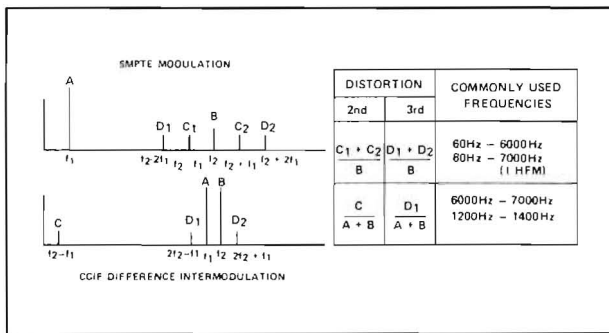 SMPTE MODULATION
A
D1 C1 B C2 D2
f1 f2-2f1 f2 f1 f2 f2 + f1 f2 + 2f1
A B
C D1 D2
f2-f1 2f2-f1 f1 f2 2f2 + f1
CCIF DIFFERENCE INTERMODULATION
DISTORTION
2nd 3rd
COMMONLY USED
FREQUENCIES
C1 + C2 D1 + D2
B B
60Hz - 6000Hz
80Hz - 7000Hz
(1 HFM)
C D1
A + B A + B
6000Hz - 7000Hz
1200Hz - 1400Hz